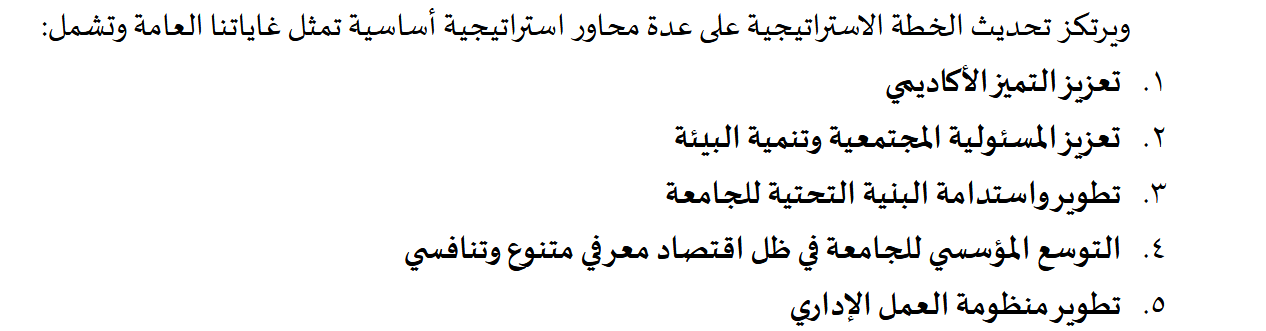 ويرتكز تحديث الخطة الاستراتيجية على عدة محاور استراتيجية أساسية تمثل غاياتنا العامة وتشمل:
١. تعزيز التميز الأكاديمي
٢. تعزيز المسئولية المجتمعية وتنمية البيئة
٣. تطوير واستدامة البنية التحتية للجامعة
٤. التوسع المؤسسي للجامعة في ظل اقتصاد معرفي متنوع وتنافسي
٥. تطوير منظومة العمل الإداري